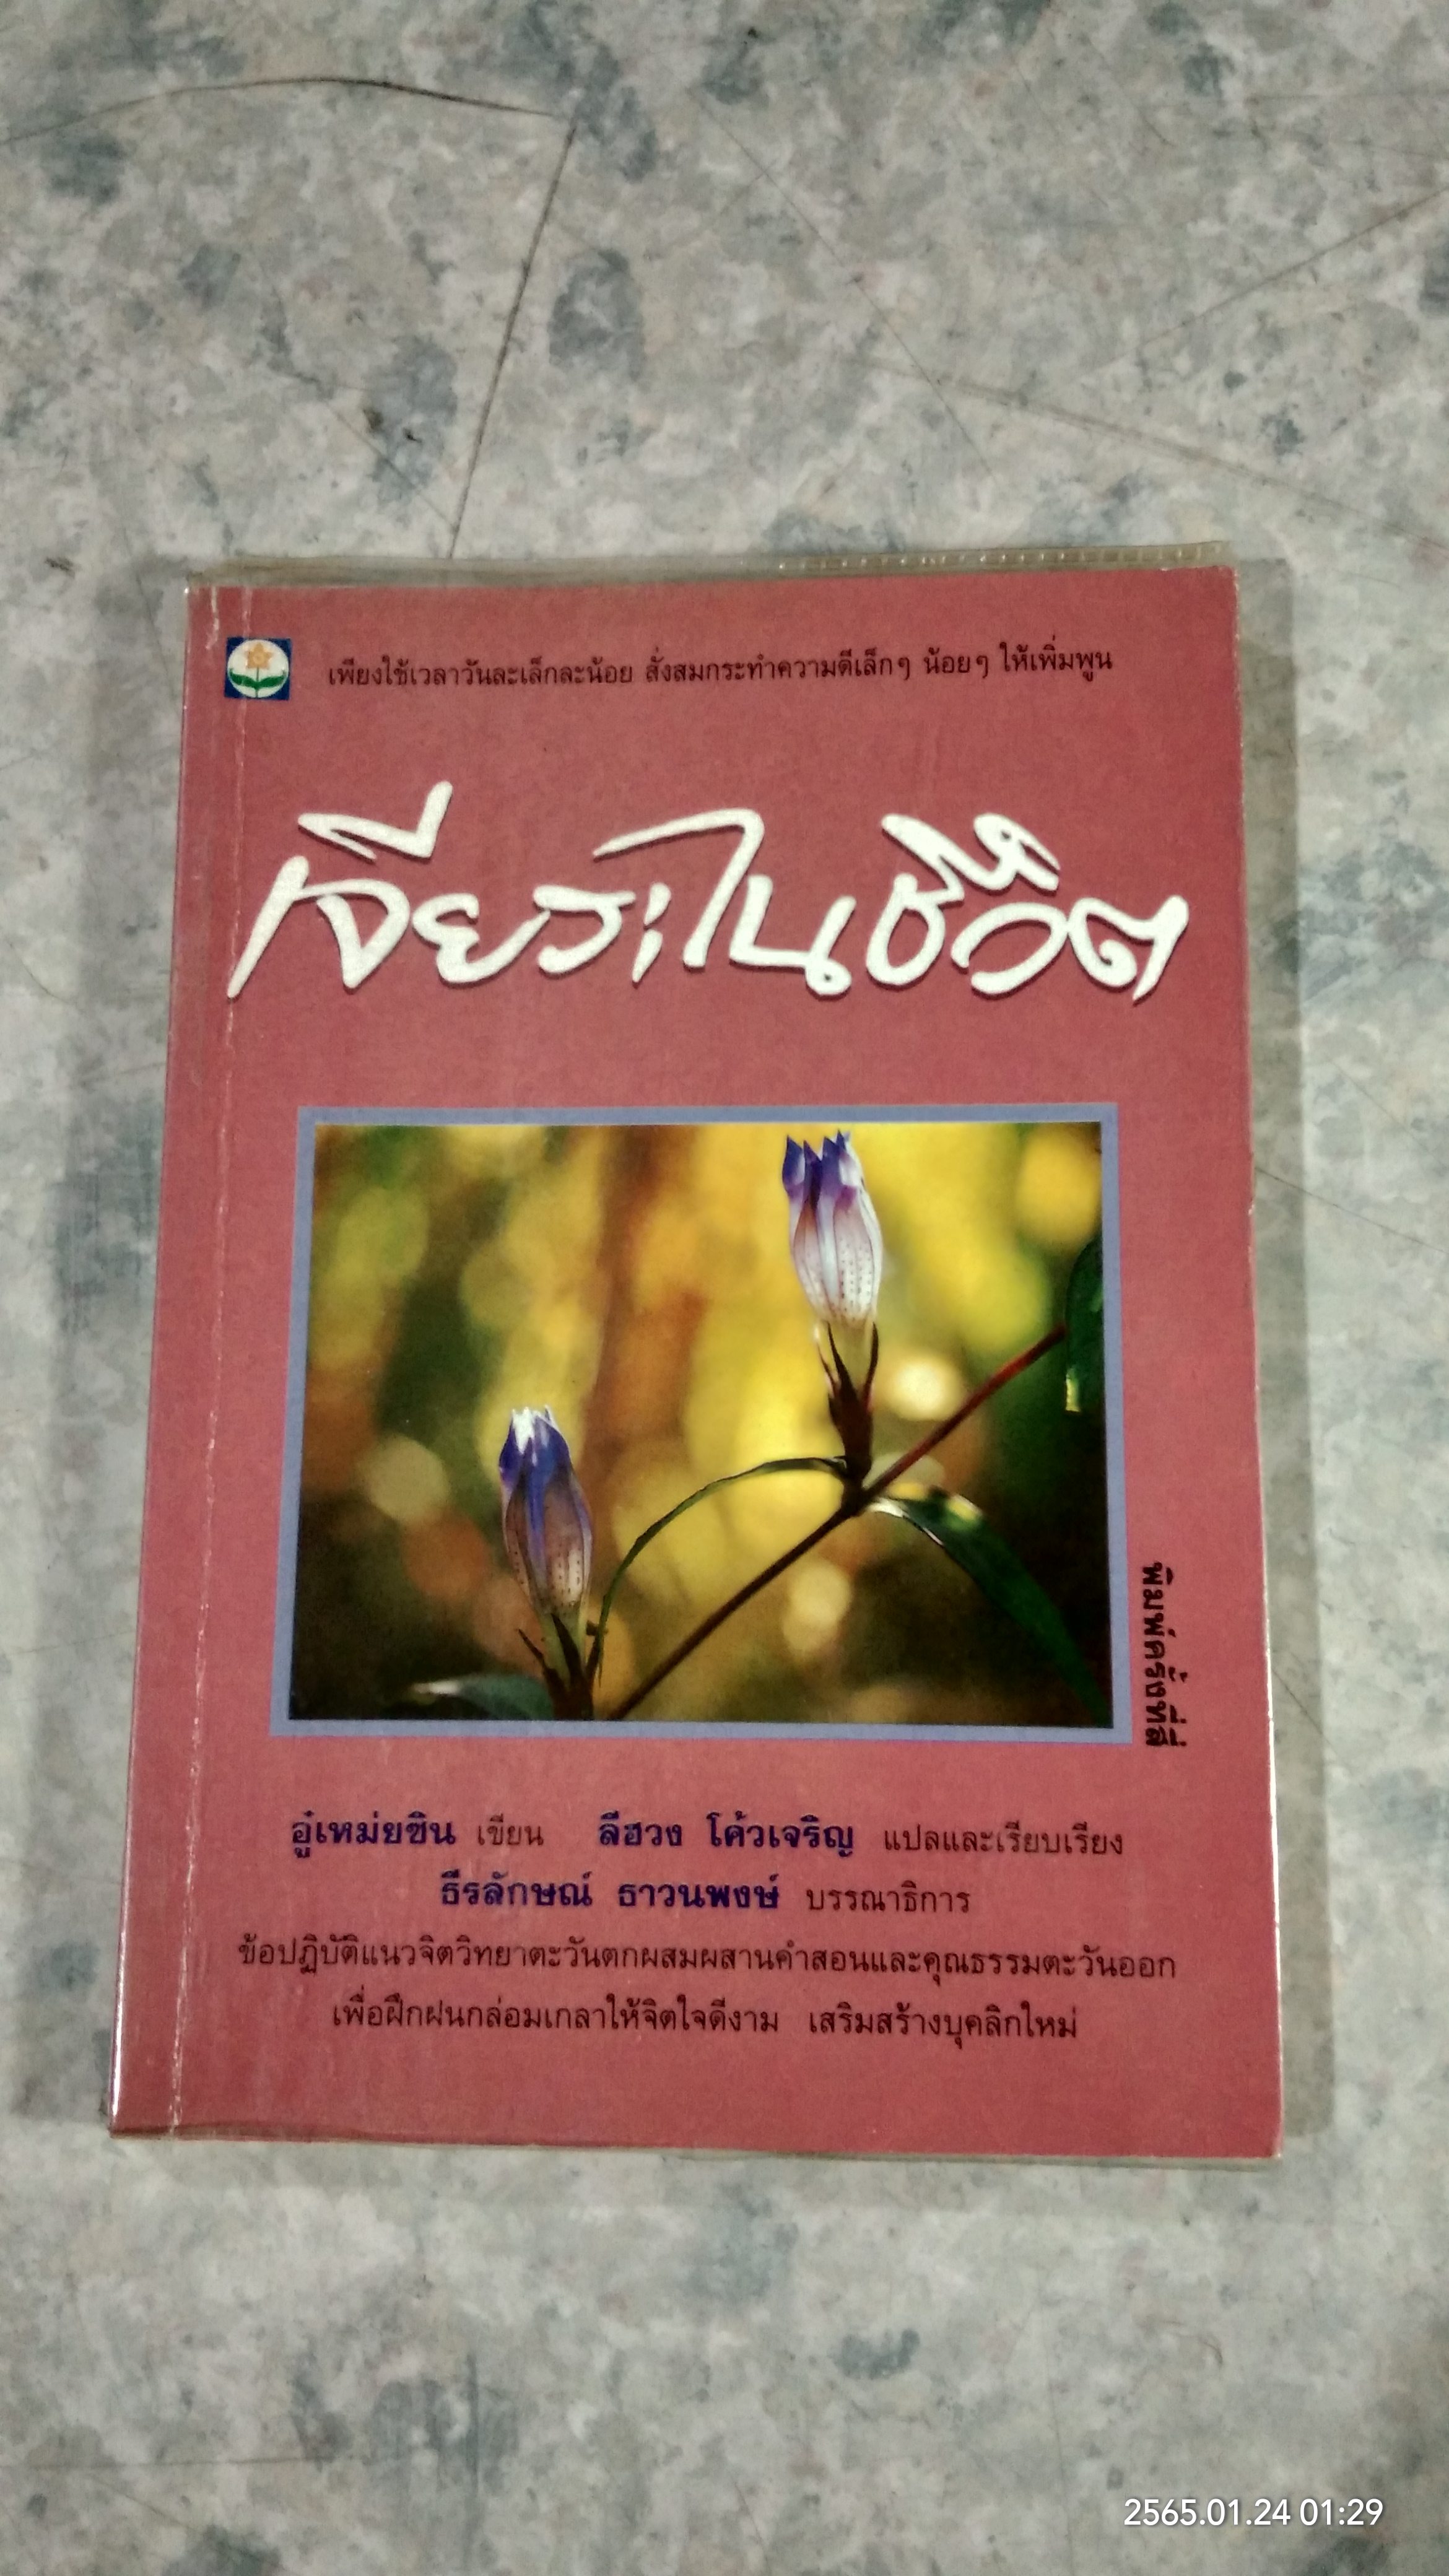 เพียงใช้เวลาวันละเล็กละน้อย สั่งสมกระทำความดีเล็กๆ น้อยๆ ให้เพิ่มพูน
เจียระไนชีวิต
พิมพ์ครั้งที่สี่
อู๋เหม่ยซิน เขียน ลีฮวง โค้วเจริญ แปลและเรียบเรียง
ธีรลักษณ์ ธาวนพงษ์ บรรณาธิการ
ข้อปฏิบัติแนวจิตวิทยาตะวันตกผสมผสานคำสอนและคุณธรรมตะวันออก
เพื่อฝึกฝนกล่อมเกลาให้จิตใจดีงาม เสริมสร้างบุคลิกใหม่
2565.01.24 01:29